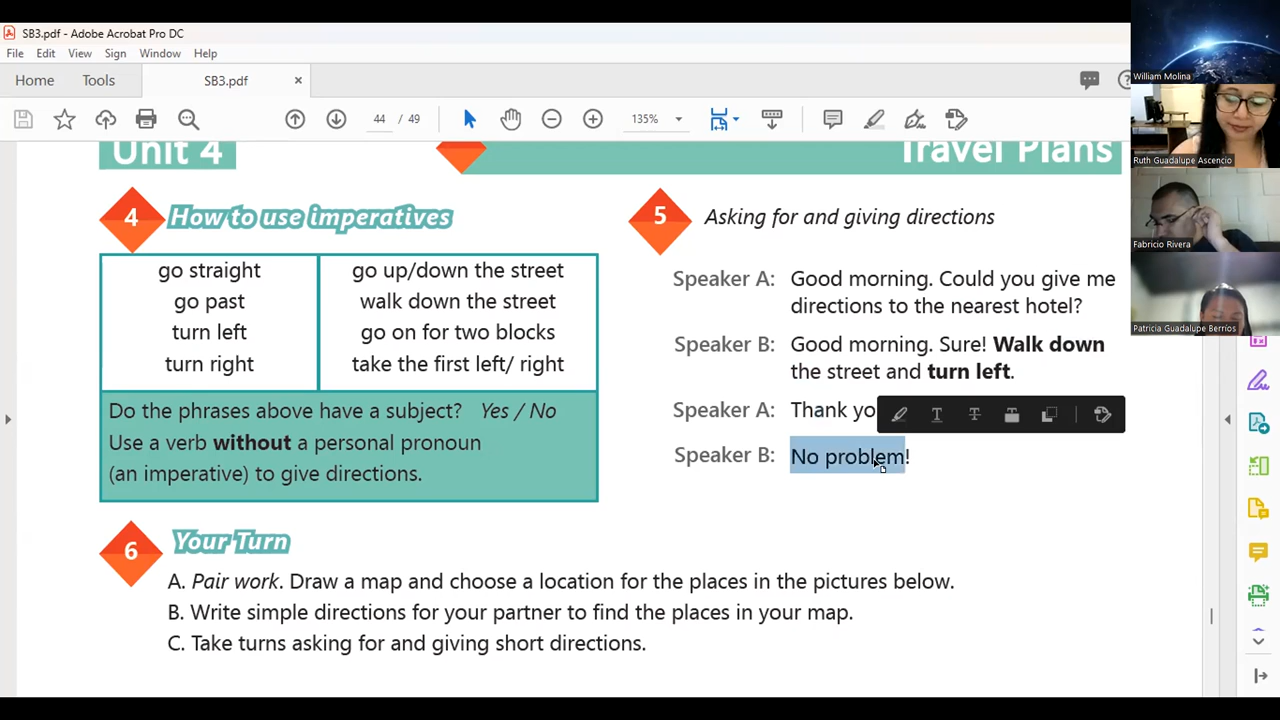 SB3.pdf - Adobe Acrobat Pro DC
File Edit View Sign Window Help
Home Tools SB3.pdf ×
44 / 49 135%
Unit 4 Travel Plans
4 How to use imperatives
go straight
go past
turn left
turn right
go up/down the street
walk down the street
go on for two blocks
take the first left/ right
Do the phrases above have a subject? Yes / No
Use a verb without a personal pronoun
(an imperative) to give directions.
5 Asking for and giving directions
Speaker A: Good morning. Could you give me
directions to the nearest hotel?
Speaker B: Good morning. Sure! Walk down
the street and turn left.
Speaker A: Thank yo
Speaker B: No problem!
6 Your Turn
A. Pair work. Draw a map and choose a location for the places in the pictures below.
B. Write simple directions for your partner to find the places in your map.
C. Take turns asking for and giving short directions.
William Molina
Ruth Guadalupe Ascencio
Fabricio Rivera
Patricia Guadalupe Berríos